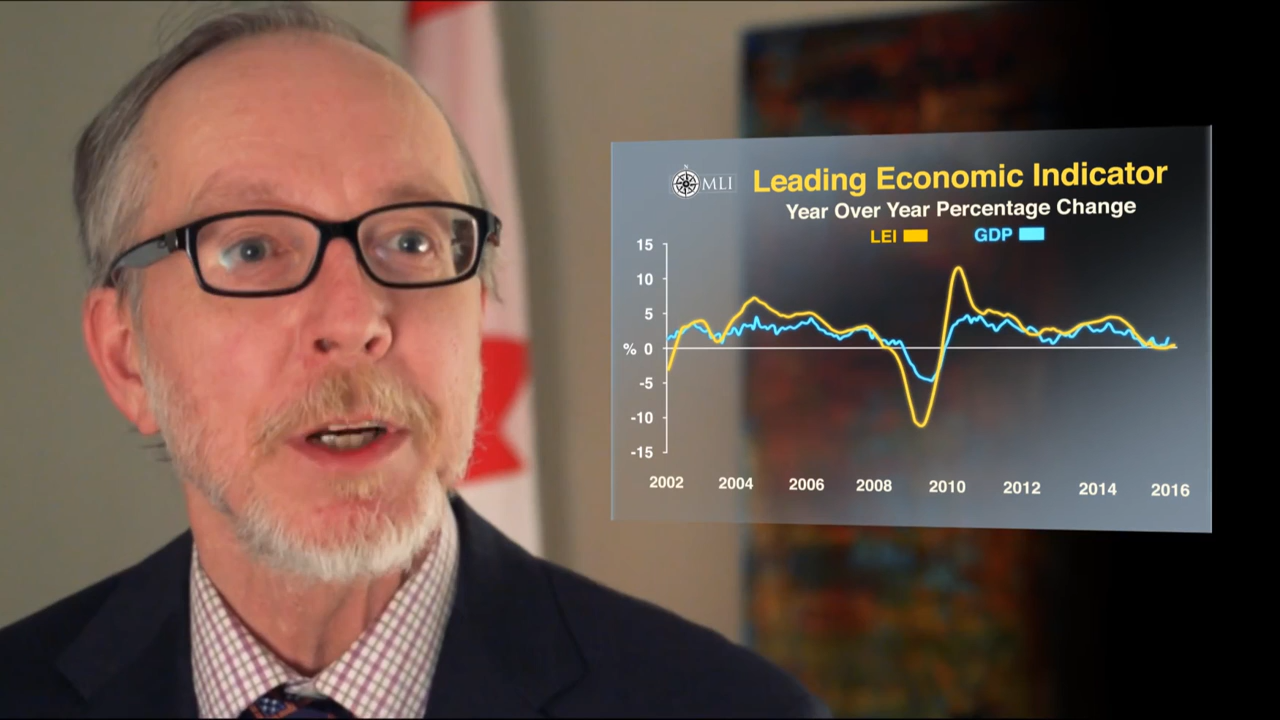 MLI
Leading Economic Indicator
Year Over Year Percentage Change
LEI GDP
15
10
5
% 0
-5
-10
-15
2002 2004 2006 2008 2010 2012 2014 2016